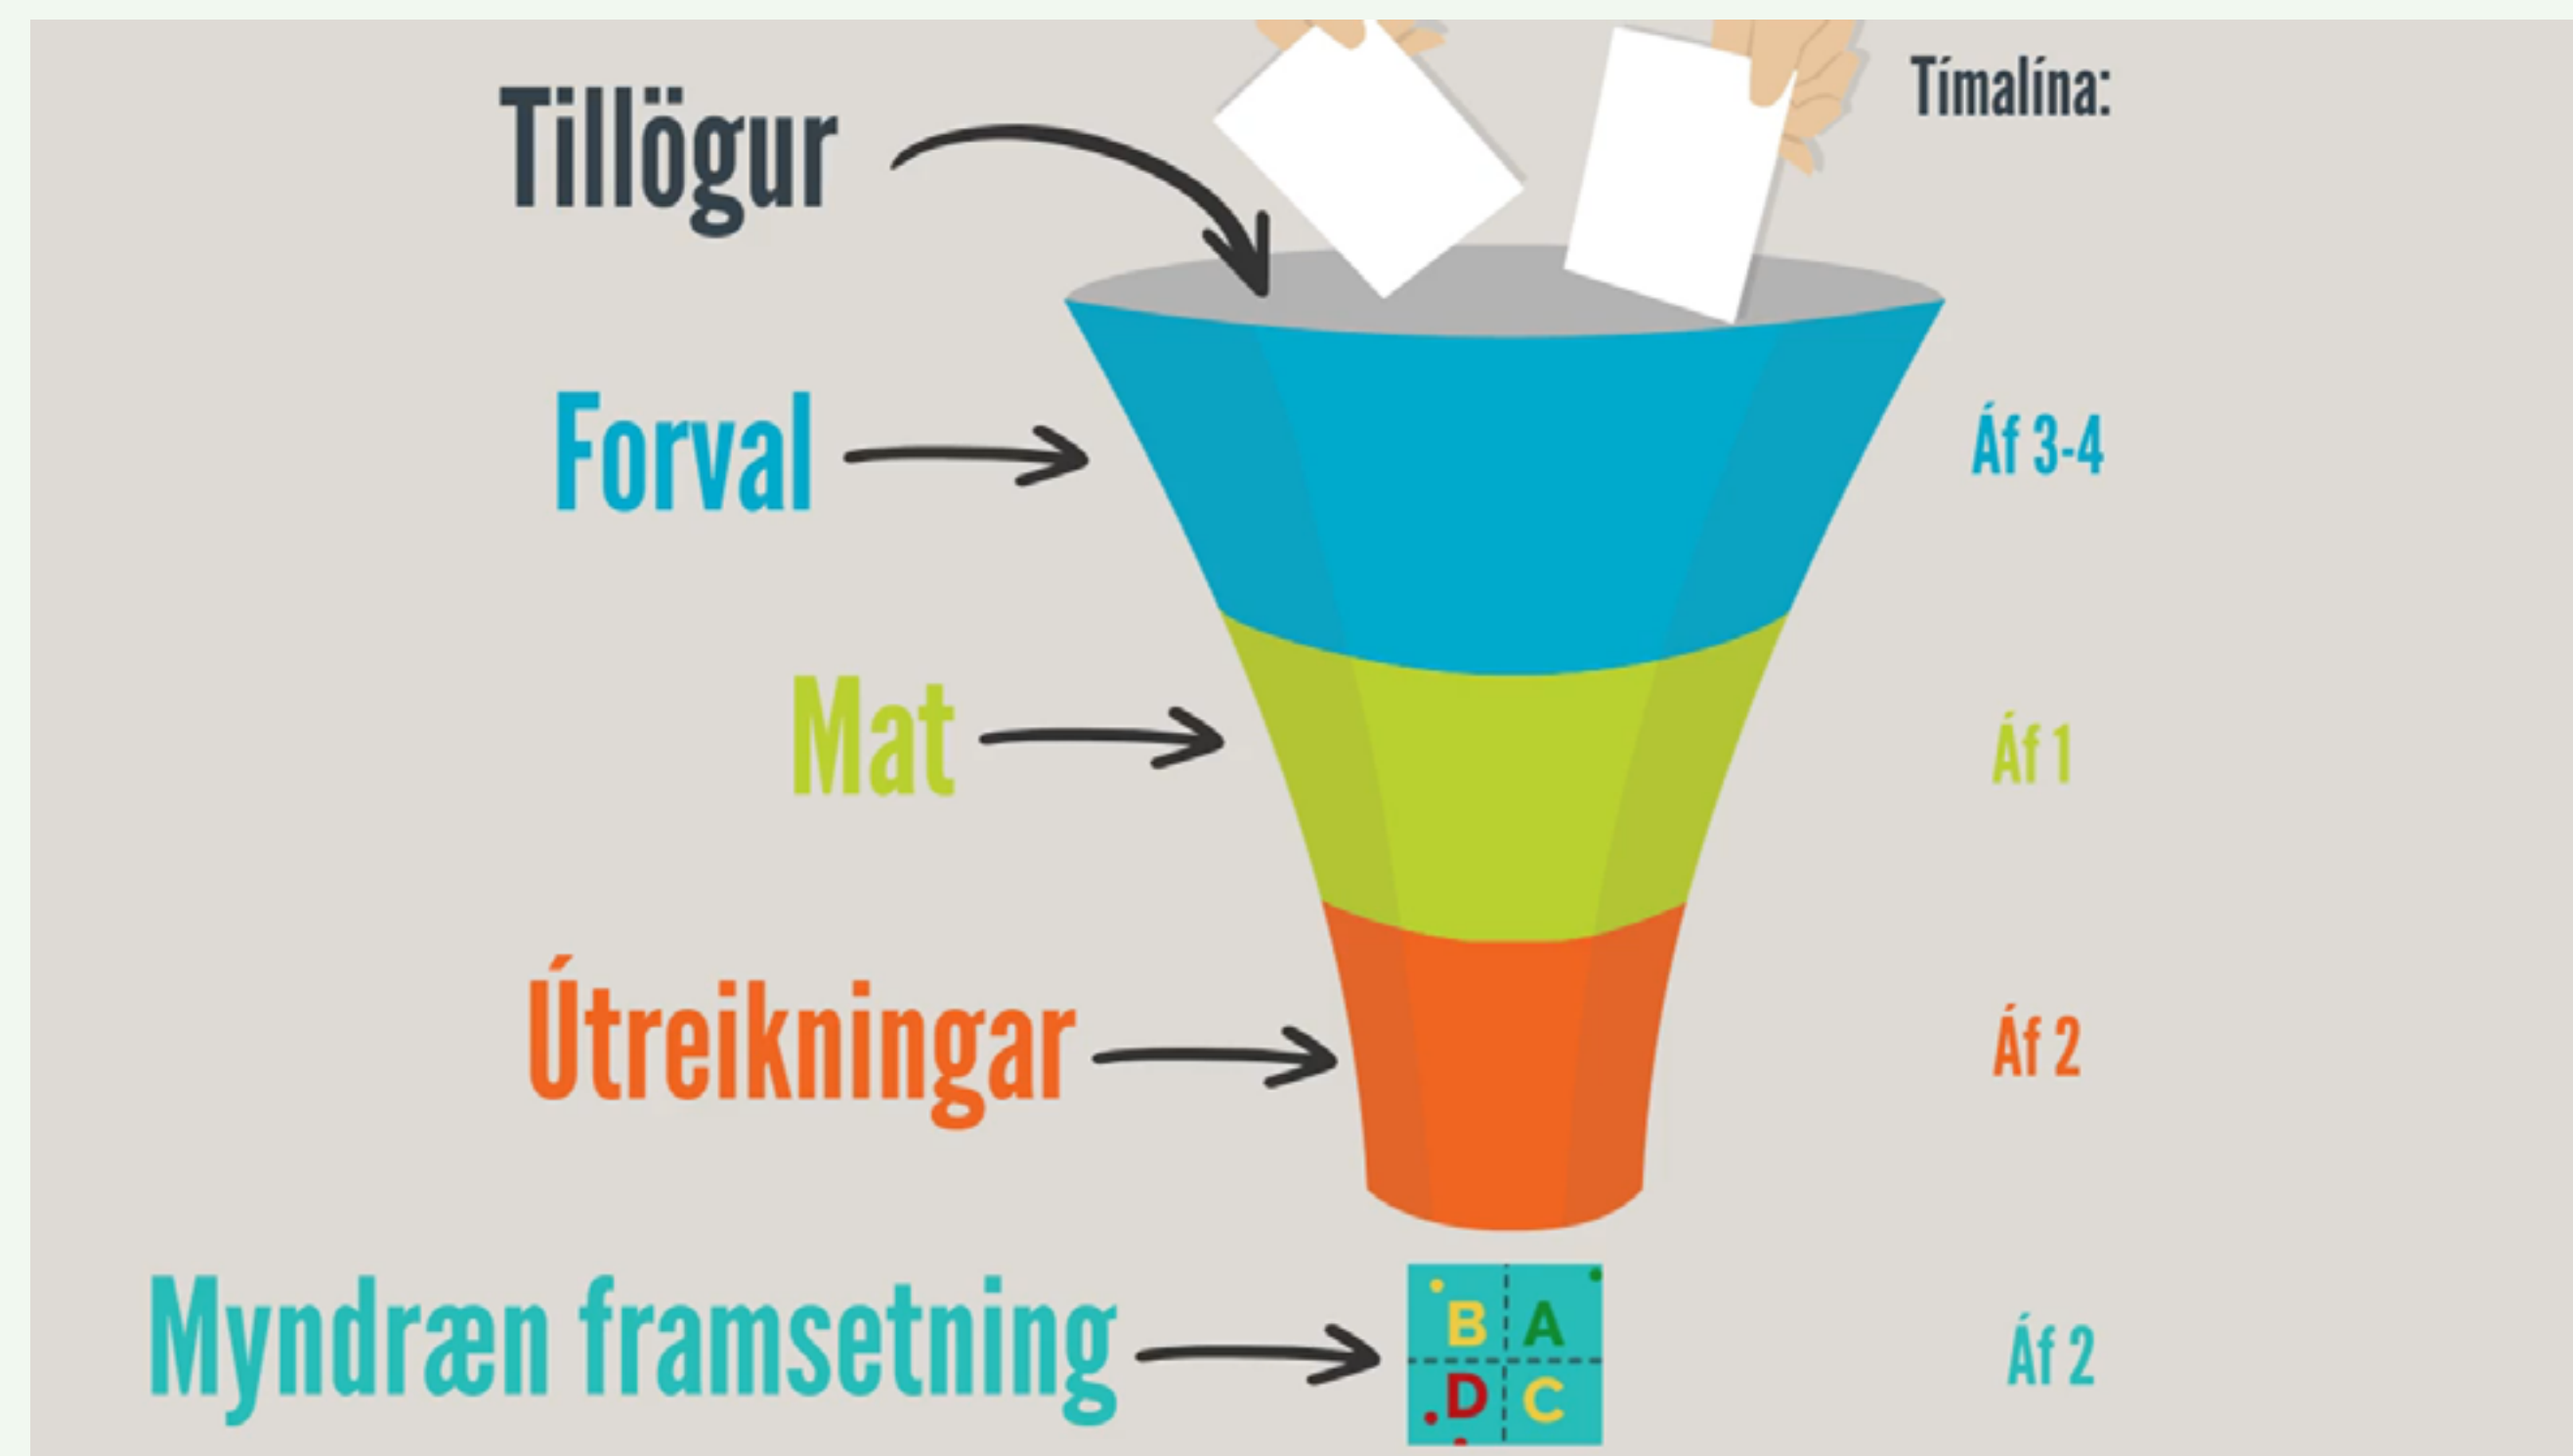 Tillögur
Tímalína:
Forval
Áf 3-4
Mat
Áf 1
Útreikningar
Áf 2
Myndræn framsetning
B A
D C
Áf 2